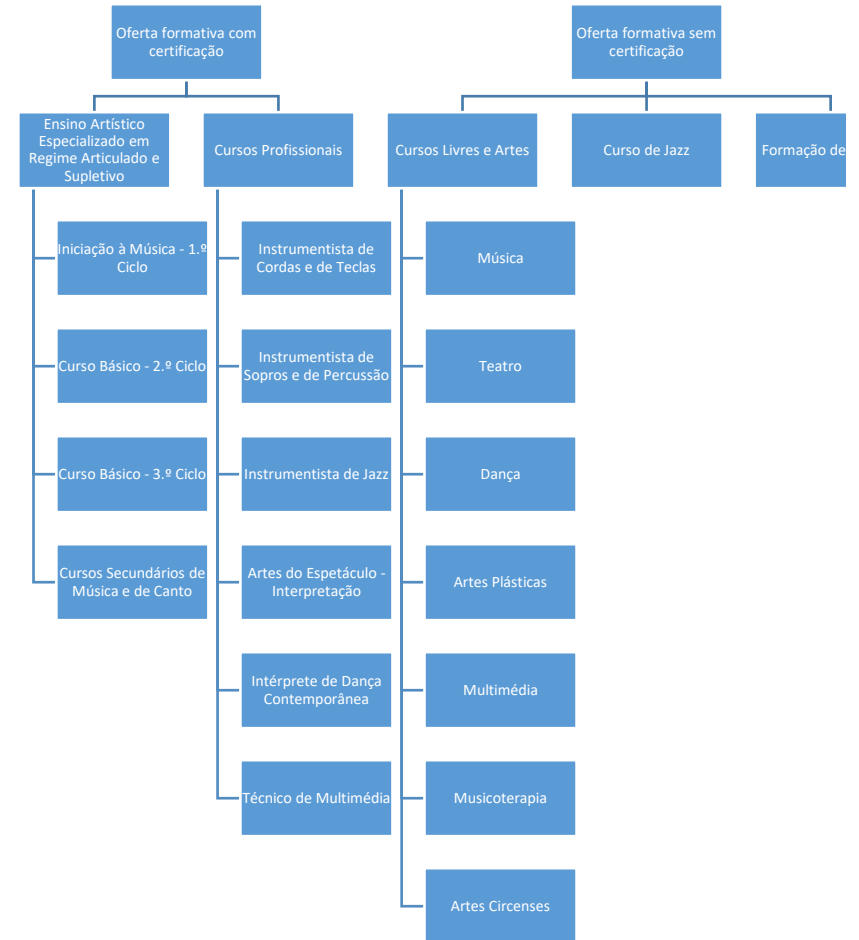 Oferta formativa com
certificação
Oferta formativa sem
certificação
Ensino Artístico
Especializado em
Regime Articulado e
Supletivo
Cursos Profissionais
Cursos Livres e Artes
Curso de Jazz
Formação de
Iniciação à Música - 1.º
Ciclo
Curso Básico - 2.º Ciclo
Curso Básico - 3.º Ciclo
Cursos Secundários de
Música e de Canto
Instrumentista de
Cordas e de Teclas
Instrumentista de
Sopros e de Percussão
Instrumentista de Jazz
Artes do Espetáculo -
Interpretação
Intérprete de Dança
Contemporânea
Técnico de Multimédia
Música
Teatro
Dança
Artes Plásticas
Multimédia
Musicoterapia
Artes Circenses